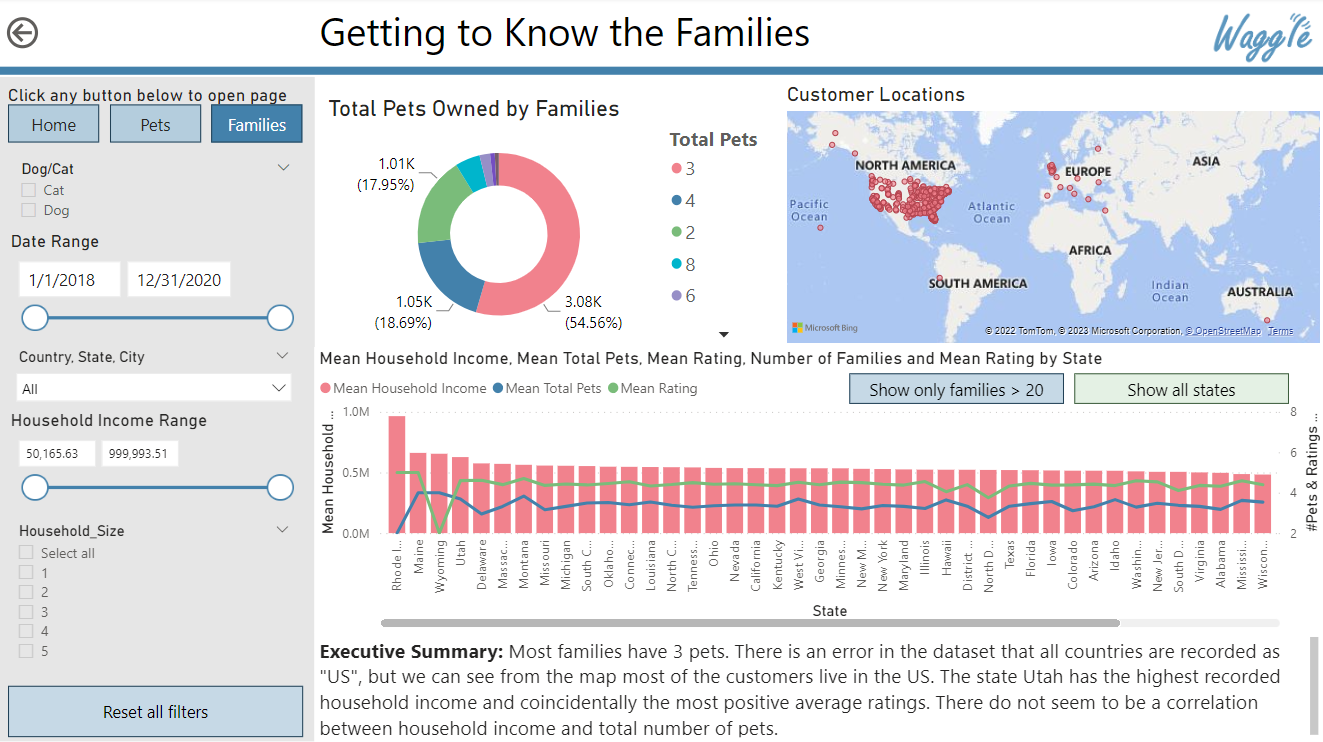 Getting to Know the Families
Waggle
Click any button below to open page
Home
Pets
Families
Dog/Cat
Cat
Dog
Date Range
1/1/2018
12/31/2020
Country, State, City
All
Household Income Range
50,165.63
999,993.51
Household_Size
Select all
1
2
3
4
5
Reset all filters
Total Pets Owned by Families
1.01K
(17.95%)
1.05K
(18.69%)
3.08K
(54.56%)
Total Pets
3
4
2
8
6
Customer Locations
NORTH AMERICA
EUROPE
ASIA
Pacific
Ocean
Atlantic
Ocean
AFRICA
SOUTH AMERICA
Indian
Ocean
AUSTRALIA
Microsoft Bing
© 2022 TomTom, © 2023 Microsoft Corporation, © OpenStreetMap Terms
Mean Household Income, Mean Total Pets, Mean Rating, Number of Families and Mean Rating by State
Mean Household Income
Mean Total Pets
Mean Rating
Show only families > 20
Show all states
Mean Household ...
1.0M
0.5M
0.0M
8
6
4
2
#Pets & Ratings ...
Rhode I...
Maine
Wyoming
Utah
Delaware
Massac...
Montana
Missouri
Michigan
South C...
Oklaho...
Connec...
Louisiana
North C...
Tenness...
Ohio
Nevada
California
Kentucky
West Vi...
Georgia
Minnes...
New M...
New York
Maryland
Illinois
Hawaii
District ...
North D...
Texas
Florida
Iowa
Colorado
Arizona
Idaho
Washin...
New Jer...
South D...
Virginia
Alabama
Mississi...
Wiscon...
State
Executive Summary: Most families have 3 pets. There is an error in the dataset that all countries are recorded as
"US", but we can see from the map most of the customers live in the US. The state Utah has the highest recorded
household income and coincidentally the most positive average ratings. There do not seem to be a correlation
between household income and total number of pets.